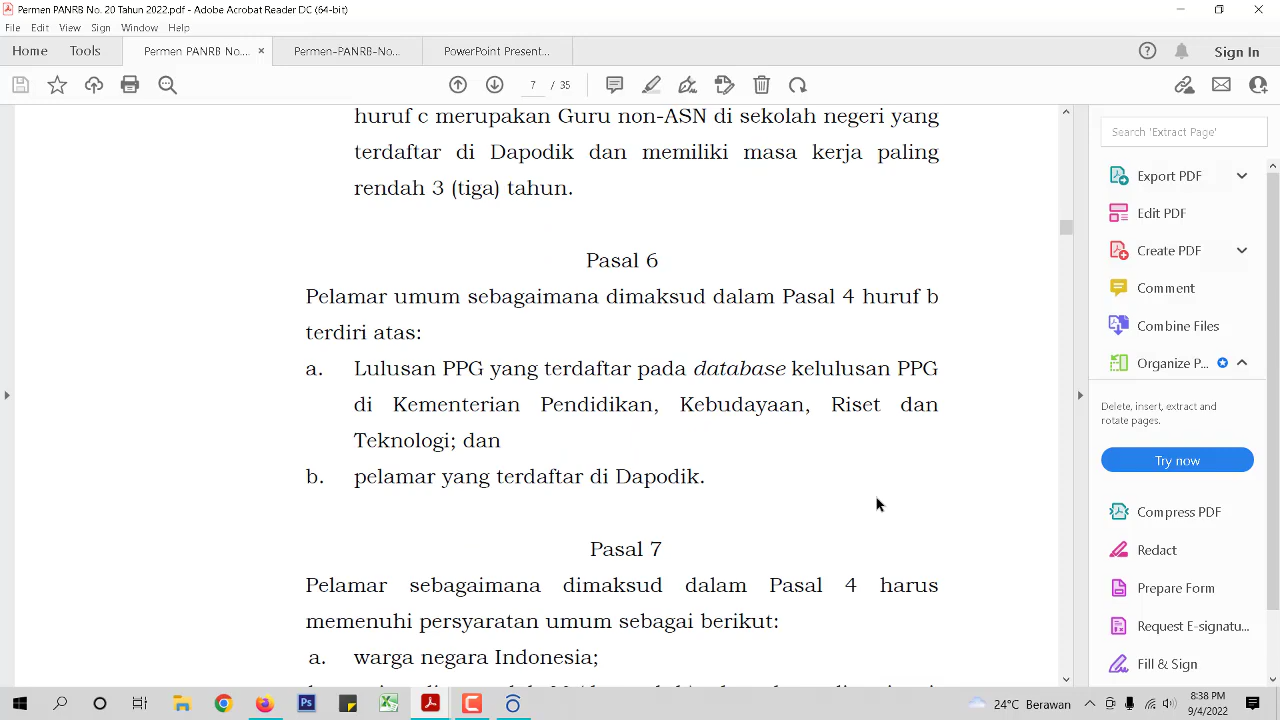 Permen PANRB No. 20 Tahun 2022.pdf - Adobe Acrobat Reader DC (64-bit)
File Edit View Sign Window Help
Home Tools Permen PANRB No... × Permen-PANRB-No... PowerPoint Present... Sign In
7 / 35
huruf c merupakan Guru non-ASN di sekolah negeri yang
terdaftar di Dapodik dan memiliki masa kerja paling
rendah 3 (tiga) tahun.
Pasal 6
Pelamar umum sebagaimana dimaksud dalam Pasal 4 huruf b
terdiri atas:
a. Lulusan PPG yang terdaftar pada database kelulusan PPG
di Kementerian Pendidikan, Kebudayaan, Riset dan
Teknologi; dan
b. pelamar yang terdaftar di Dapodik.
Pasal 7
Pelamar sebagaimana dimaksud dalam Pasal 4 harus
memenuhi persyaratan umum sebagai berikut:
a. warga negara Indonesia;
Search 'Extract Page'
Export PDF
Edit PDF
Create PDF
Comment
Combine Files
Organize P...
Delete, insert, extract and
rotate pages.
Try now
Compress PDF
Redact
Prepare Form
Request E-signatu...
Fill & Sign
Ps
24°C Berawan
8:38 PM
9/4/2022